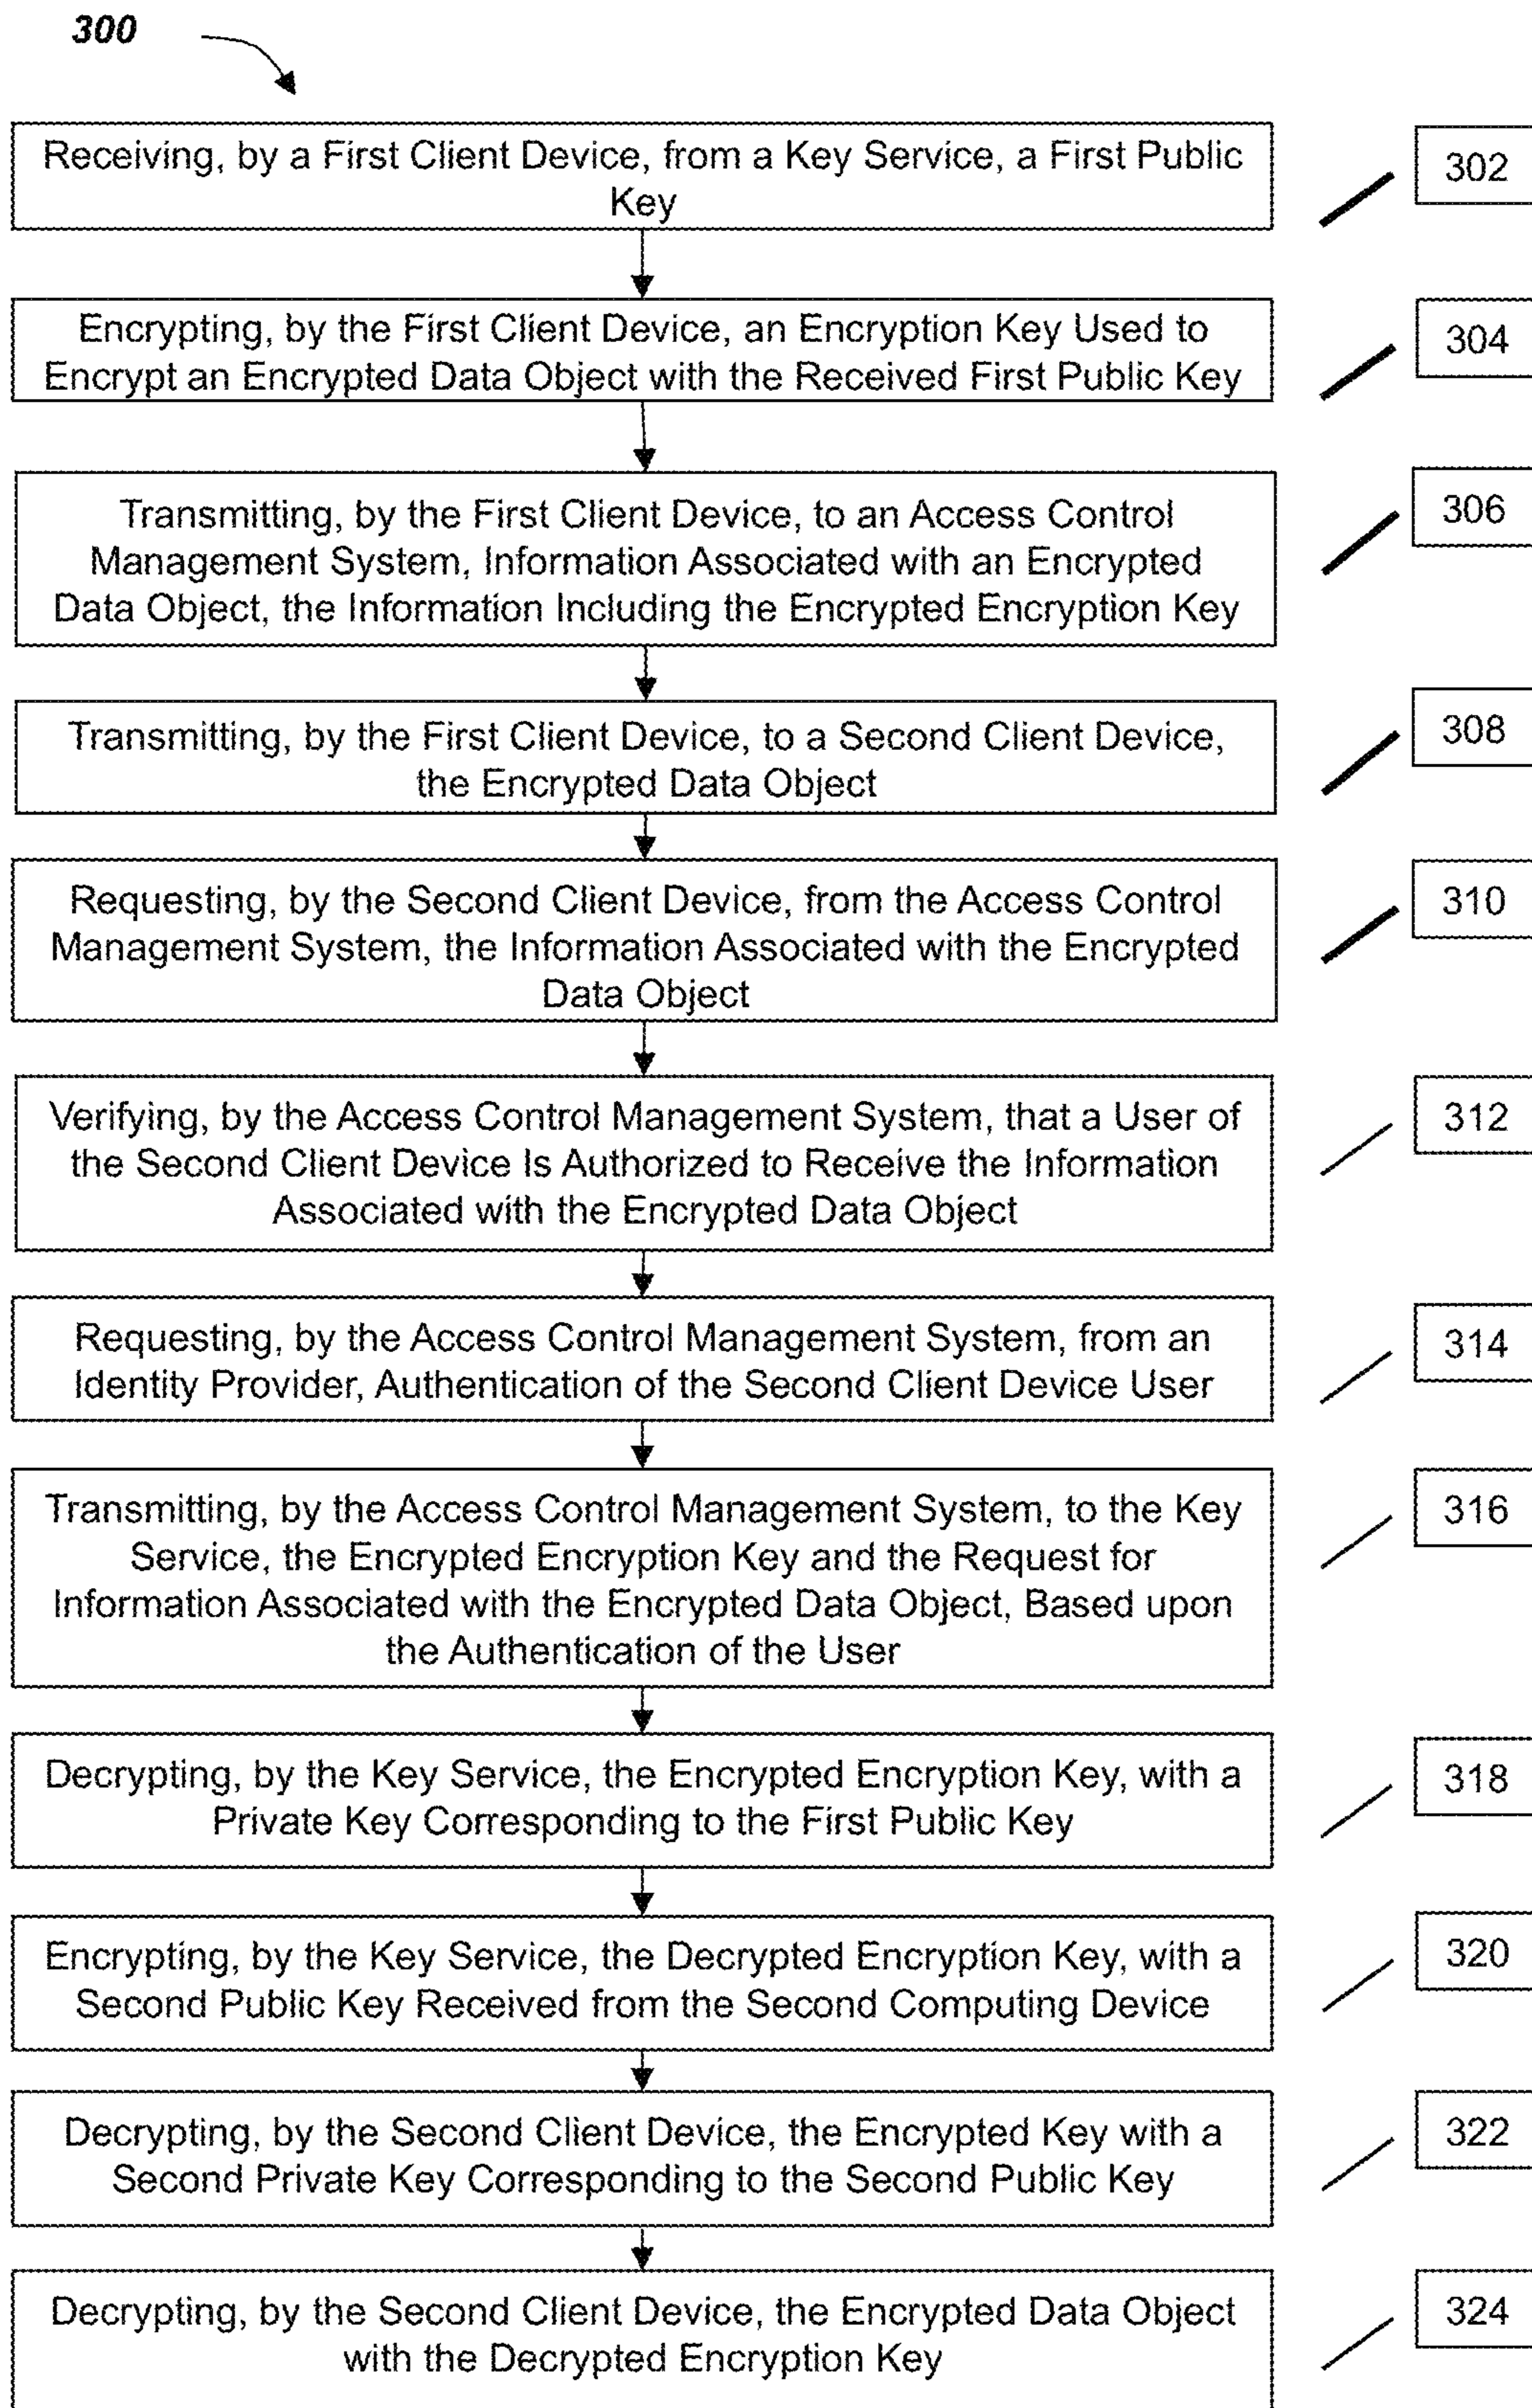 300
Receiving, by a First Client Device, from a Key Service, a First Public
Key
302
Encrypting, by the First Client Device, an Encryption Key Used to
Encrypt an Encrypted Data Object with the Received First Public Key
304
Transmitting, by the First Client Device, to an Access Control
Management System, Information Associated with an Encrypted
Data Object, the Information Including the Encrypted Encryption Key
306
Transmitting, by the First Client Device, to a Second Client Device,
the Encrypted Data Object
308
Requesting, by the Second Client Device, from the Access Control
Management System, the Information Associated with the Encrypted
Data Object
310
Verifying, by the Access Control Management System, that a User of
the Second Client Device Is Authorized to Receive the Information
Associated with the Encrypted Data Object
312
Requesting, by the Access Control Management System, from an
Identity Provider, Authentication of the Second Client Device User
314
Transmitting, by the Access Control Management System, to the Key
Service, the Encrypted Encryption Key and the Request for
Information Associated with the Encrypted Data Object, Based upon
the Authentication of the User
316
Decrypting, by the Key Service, the Encrypted Encryption Key, with a
Private Key Corresponding to the First Public Key
318
Encrypting, by the Key Service, the Decrypted Encryption Key, with a
Second Public Key Received from the Second Computing Device
320
Decrypting, by the Second Client Device, the Encrypted Key with a
Second Private Key Corresponding to the Second Public Key
322
Decrypting, by the Second Client Device, the Encrypted Data Object
with the Decrypted Encryption Key
324